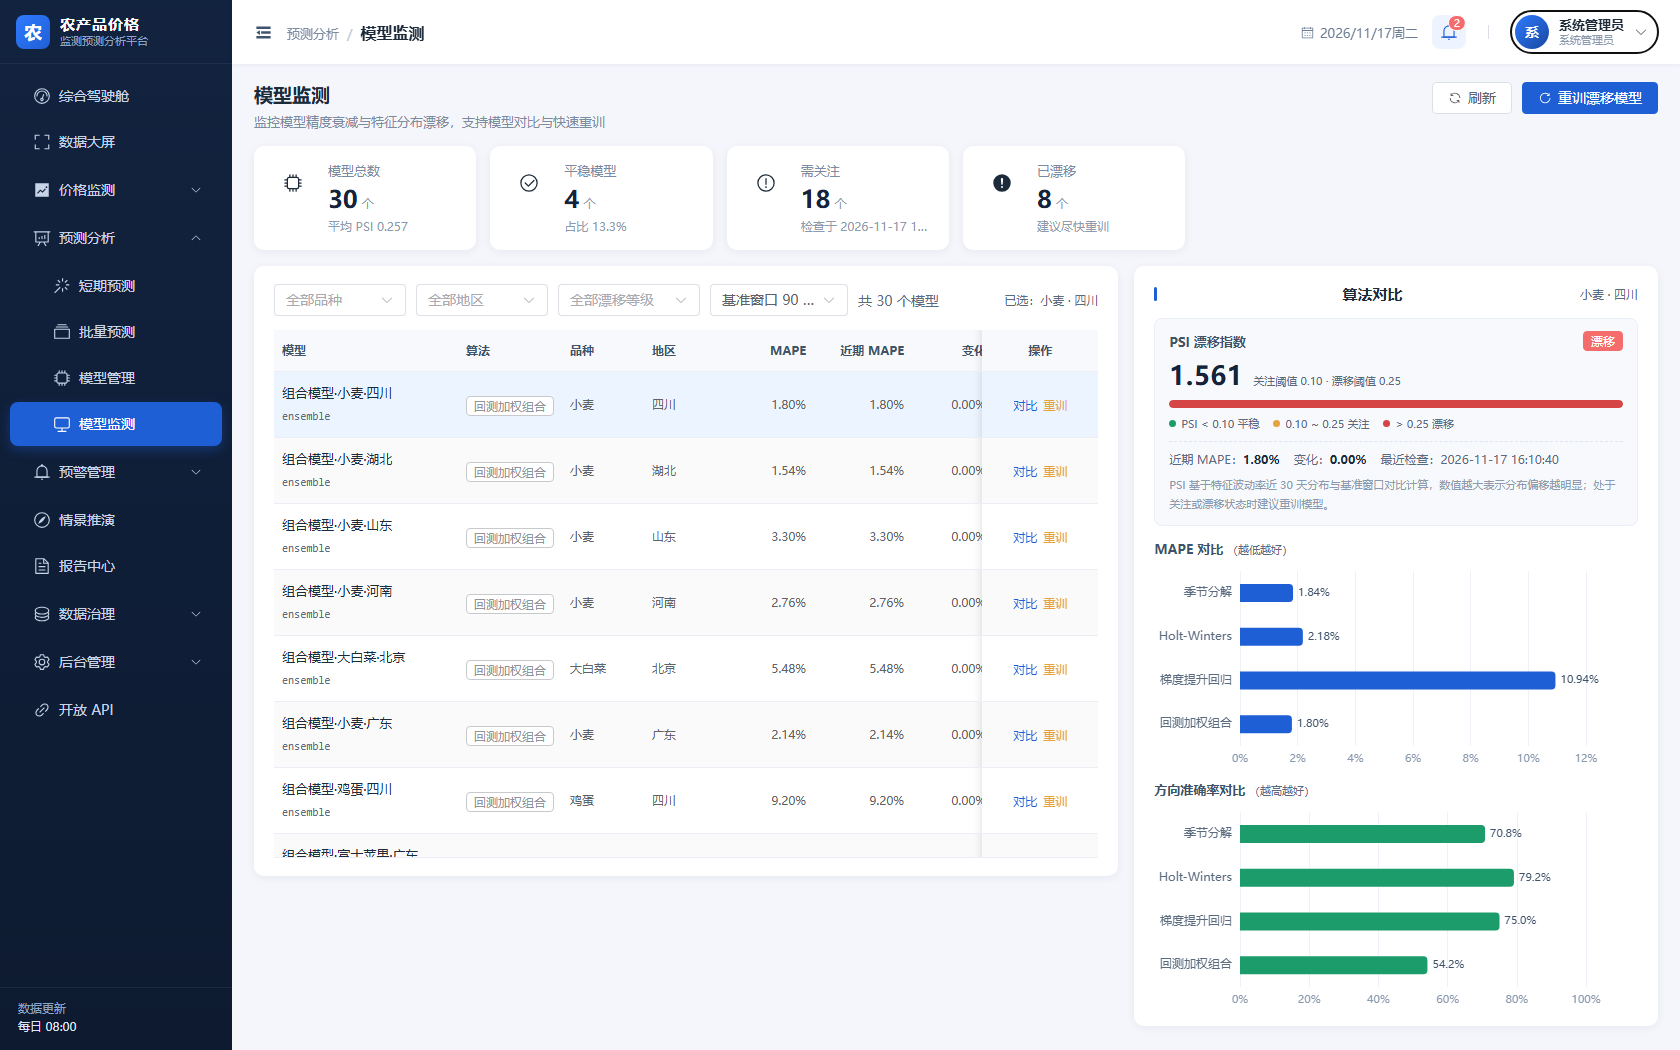 农
农产品价格
监测预测分析平台
综合驾驶舱
数据大屏
价格监测
预测分析
短期预测
批量预测
模型管理
模型监测
预警管理
情景推演
报告中心
数据治理
后台管理
开放 API
数据更新
每日 08:00
预测分析 / 模型监测
2026/11/17周二
2
系
系统管理员
系统管理员
模型监测
监控模型精度衰减与特征分布漂移，支持模型对比与快速重训
刷新
重训漂移模型
模型总数
30 个
平均 PSI 0.257
平稳模型
4 个
占比 13.3%
需关注
18 个
检查于 2026-11-17 1...
已漂移
8 个
建议尽快重训
全部品种
全部地区
全部漂移等级
基准窗口 90 ...
共 30 个模型
已选：小麦 · 四川
模型 算法 品种 地区 MAPE 近期 MAPE 变化 操作
组合模型·小麦·四川
ensemble
回测加权组合 小麦 四川 1.80% 1.80% 0.00% 对比 重训
组合模型·小麦·湖北
ensemble
回测加权组合 小麦 湖北 1.54% 1.54% 0.00% 对比 重训
组合模型·小麦·山东
ensemble
回测加权组合 小麦 山东 3.30% 3.30% 0.00% 对比 重训
组合模型·小麦·河南
ensemble
回测加权组合 小麦 河南 2.76% 2.76% 0.00% 对比 重训
组合模型·大白菜·北京
ensemble
回测加权组合 大白菜 北京 5.48% 5.48% 0.00% 对比 重训
组合模型·小麦·广东
ensemble
回测加权组合 小麦 广东 2.14% 2.14% 0.00% 对比 重训
组合模型·鸡蛋·四川
ensemble
回测加权组合 鸡蛋 四川 9.20% 9.20% 0.00% 对比 重训
组合模型·富士苹果·广东
算法对比
小麦 · 四川
PSI 漂移指数
漂移
1.561 关注阈值 0.10 · 漂移阈值 0.25
PSI < 0.10 平稳
0.10 ~ 0.25 关注
> 0.25 漂移
近期 MAPE：1.80% 变化：0.00% 最近检查：2026-11-17 16:10:40
PSI 基于特征波动率近 30 天分布与基准窗口对比计算，数值越大表示分布偏移越明显；处于
关注或漂移状态时建议重训模型。
MAPE 对比 （越低越好）
季节分解 1.84%
Holt-Winters 2.18%
梯度提升回归 10.94%
回测加权组合 1.80%
0% 2% 4% 6% 8% 10% 12%
方向准确率对比 （越高越好）
季节分解 70.8%
Holt-Winters 79.2%
梯度提升回归 75.0%
回测加权组合 54.2%
0% 20% 40% 60% 80% 100%